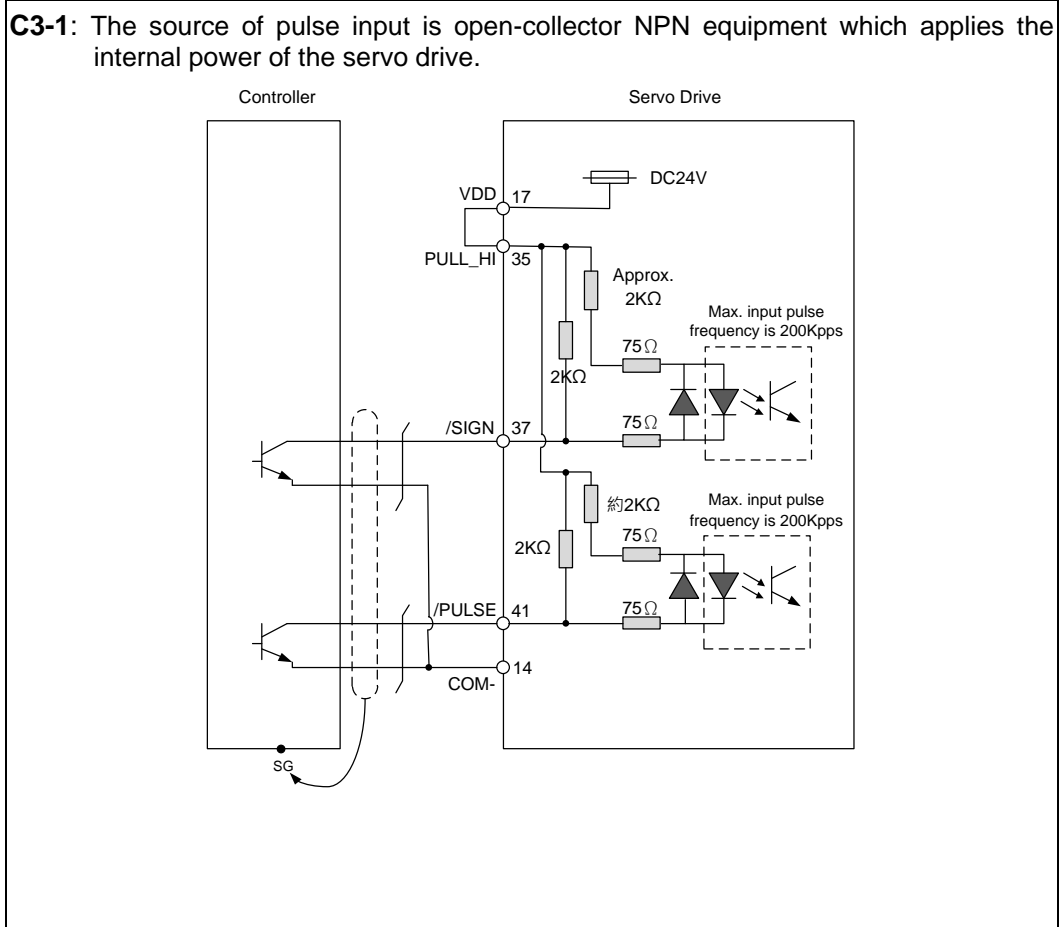 C3-1: The source of pulse input is open-collector NPN equipment which applies the
internal power of the servo drive.
Controller
Servo Drive
DC24V
VDD
17
PULL_HI
35
Approx.
2KΩ
Max. input pulse
frequency is 200Kpps
75Ω
2KΩ
/SIGN
37
75Ω
約2KΩ
Max. input pulse
frequency is 200Kpps
75Ω
2KΩ
/PULSE
41
75Ω
14
COM-
SG